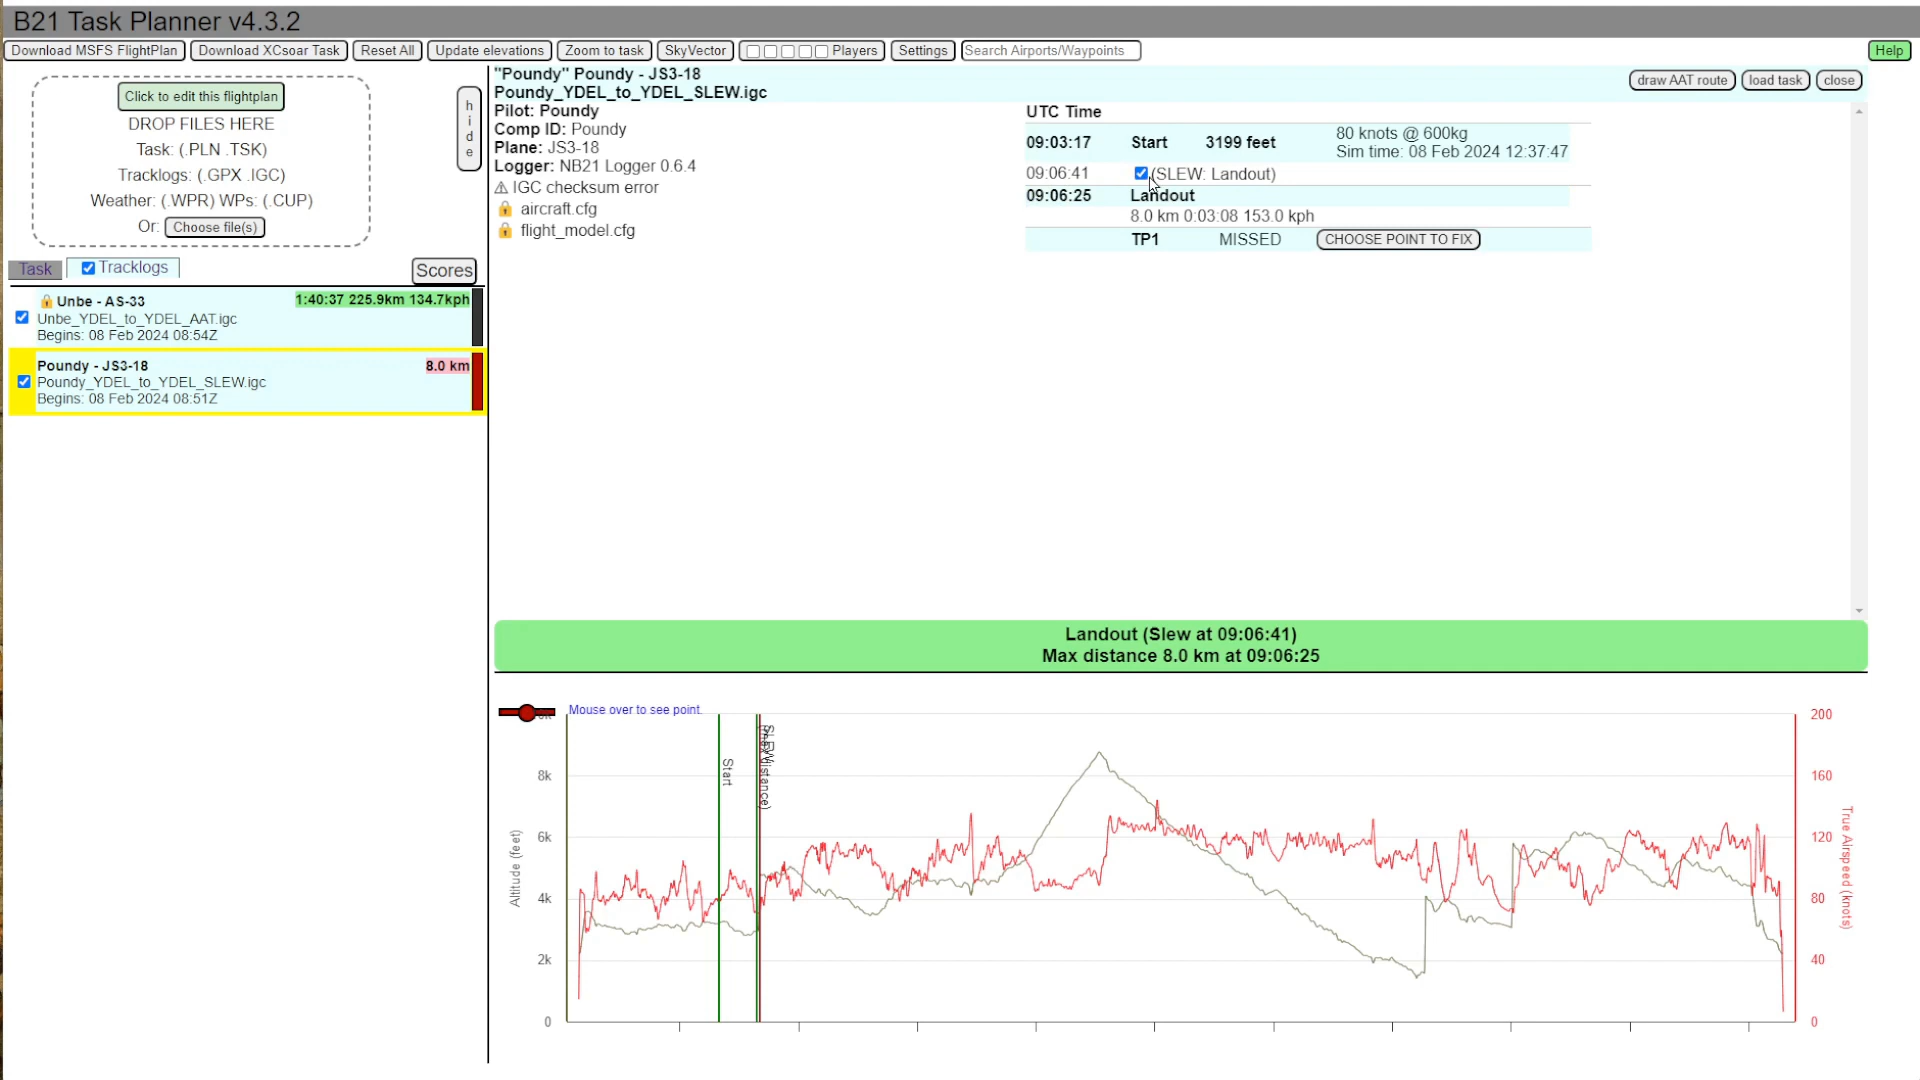 B21 Task Planner v4.3.2
Download MSFS FlightPlan Download XCsoar Task Reset All Update elevations Zoom to task SkyVector Players Settings Search Airports/Waypoints Help
Click to edit this flightplan
DROP FILES HERE
Task: (.PLN .TSK)
Tracklogs: (.GPX .IGC)
Weather: (.WPR) WPs: (.CUP)
Or: Choose file(s)
hide
Task Tracklogs Scores
Unbe - AS-33 1:40:37 225.9km 134.7kph
Unbe_YDEL_to_YDEL_AAT.igc
Begins: 08 Feb 2024 08:54Z
Poundy - JS3-18 8.0 km
Poundy_YDEL_to_YDEL_SLEW.igc
Begins: 08 Feb 2024 08:51Z
"Poundy" Poundy - JS3-18
Poundy_YDEL_to_YDEL_SLEW.igc
draw AAT route load task close
Pilot: Poundy
Comp ID: Poundy
Plane: JS3-18
Logger: NB21 Logger 0.6.4
IGC checksum error
aircraft.cfg
flight_model.cfg
UTC Time
09:03:17 Start 3199 feet 80 knots @ 600kg
Sim time: 08 Feb 2024 12:37:47
09:06:41 (SLEW: Landout)
09:06:25 Landout
8.0 km 0:03:08 153.0 kph
TP1 MISSED CHOOSE POINT TO FIX
Landout (Slew at 09:06:41)
Max distance 8.0 km at 09:06:25
Mouse over to see point.
Start
8k
6k
4k
2k
0
Altitude (feet)
200
160
120
80
40
0
True Airspeed (knots)